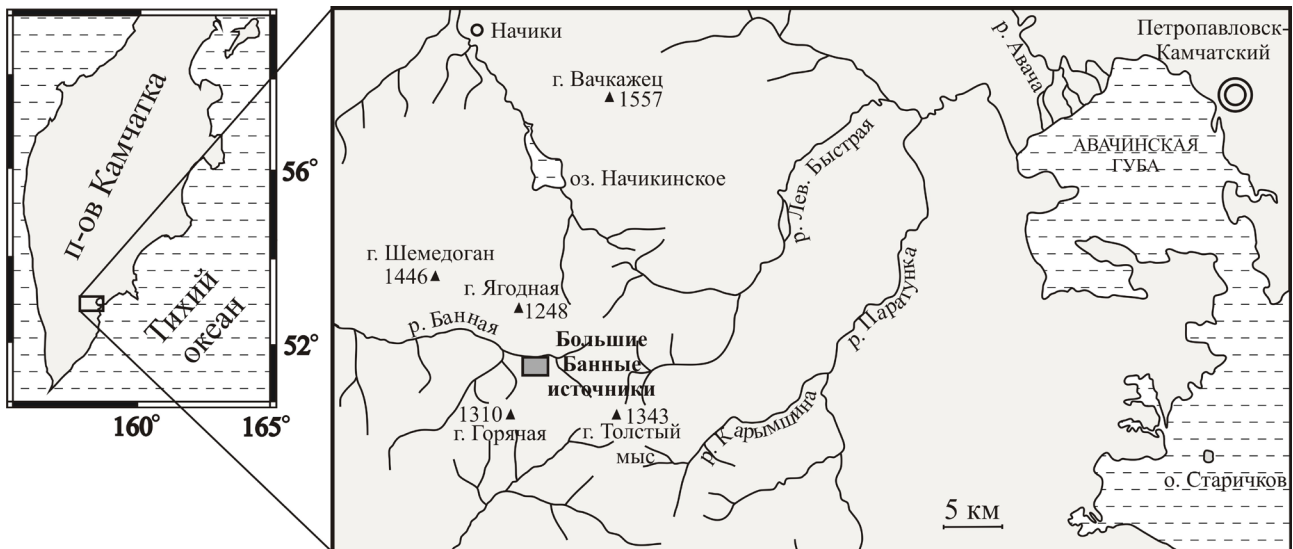 п-ов Камчатка
Тихий
океан
56°
52°
160°
165°
Начики
г. Вачкажец
1557
р. Авача
Петропавловск-
Камчатский
АВАЧИНСКАЯ
ГУБА
оз. Начикинское
р. Лев. Быстрая
г. Шемедоган
1446
г. Ягодная
1248
р. Банная
Большие
Банные
источники
р. Паратунка
1310
г. Горячая
1343
г. Толстый
мыс
р. Карымшина
о. Старичков
5 км